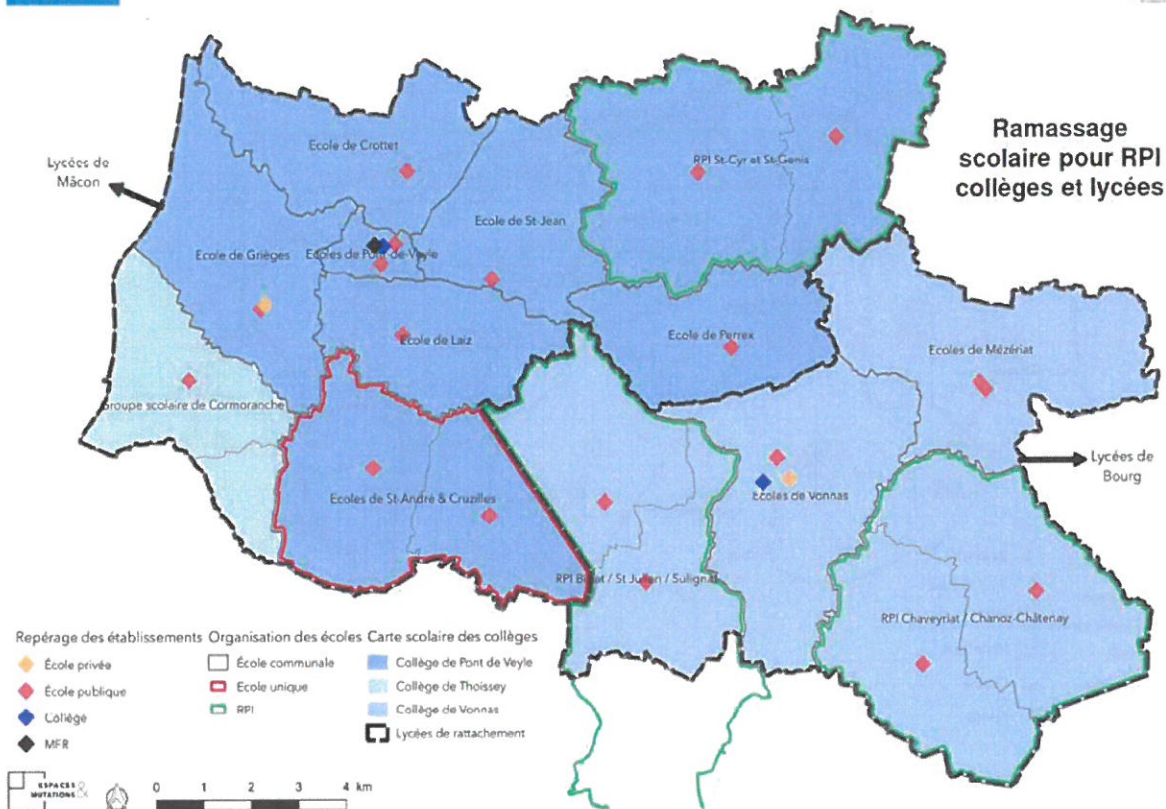 Ramassage
scolaire pour RPI
collèges et lycées
Lycées de
Mâcon
Ecole de Crottet
RPI St-Cyr et St-Genis
Ecole de St-Jean
Ecole de Grièges
Ecoles de Pont-de-Veyle
Ecole de Laiz
Ecole de Perrex
Ecoles de Mézériat
Groupe scolaire de Cormoranche
Lycées de
Bourg
Ecoles de St-André & Cruzilles
Ecoles de Vonnas
RPI Biziat / St Julien / Sulignat
RPI Chaveyriat / Chanoz-Châtenay
Repérage des établissements
École privée
École publique
Collège
MFR
Organisation des écoles
École communale
Ecole unique
RPI
Carte scolaire des collèges
Collège de Pont de Veyle
Collège de Thoissey
Collège de Vonnas
Lycées de rattachement
ESPACES &
MUTATIONS
0 1 2 3 4 km